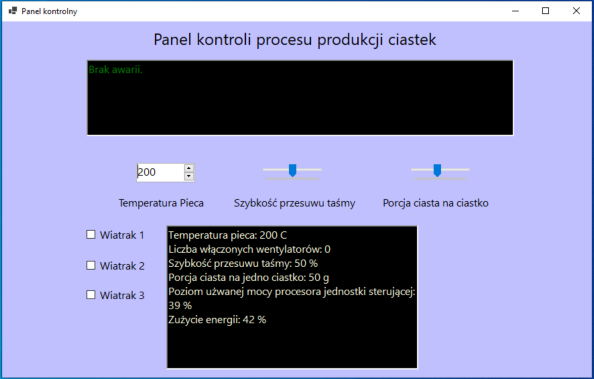 Panel kontrolny
Panel kontroli procesu produkcji ciastek
Brak awarii.
200
Temperatura Pieca
Szybkość przesuwu taśmy
Porcja ciasta na ciastko
Wiatrak 1
Wiatrak 2
Wiatrak 3
Temperatura pieca: 200 C
Liczba włączonych wentylatorów: 0
Szybkość przesuwu taśmy: 50 %
Porcja ciasta na jedno ciastko: 50 g
Poziom użwanej mocy procesora jednostki sterującej:
39 %
Zużycie energii: 42 %